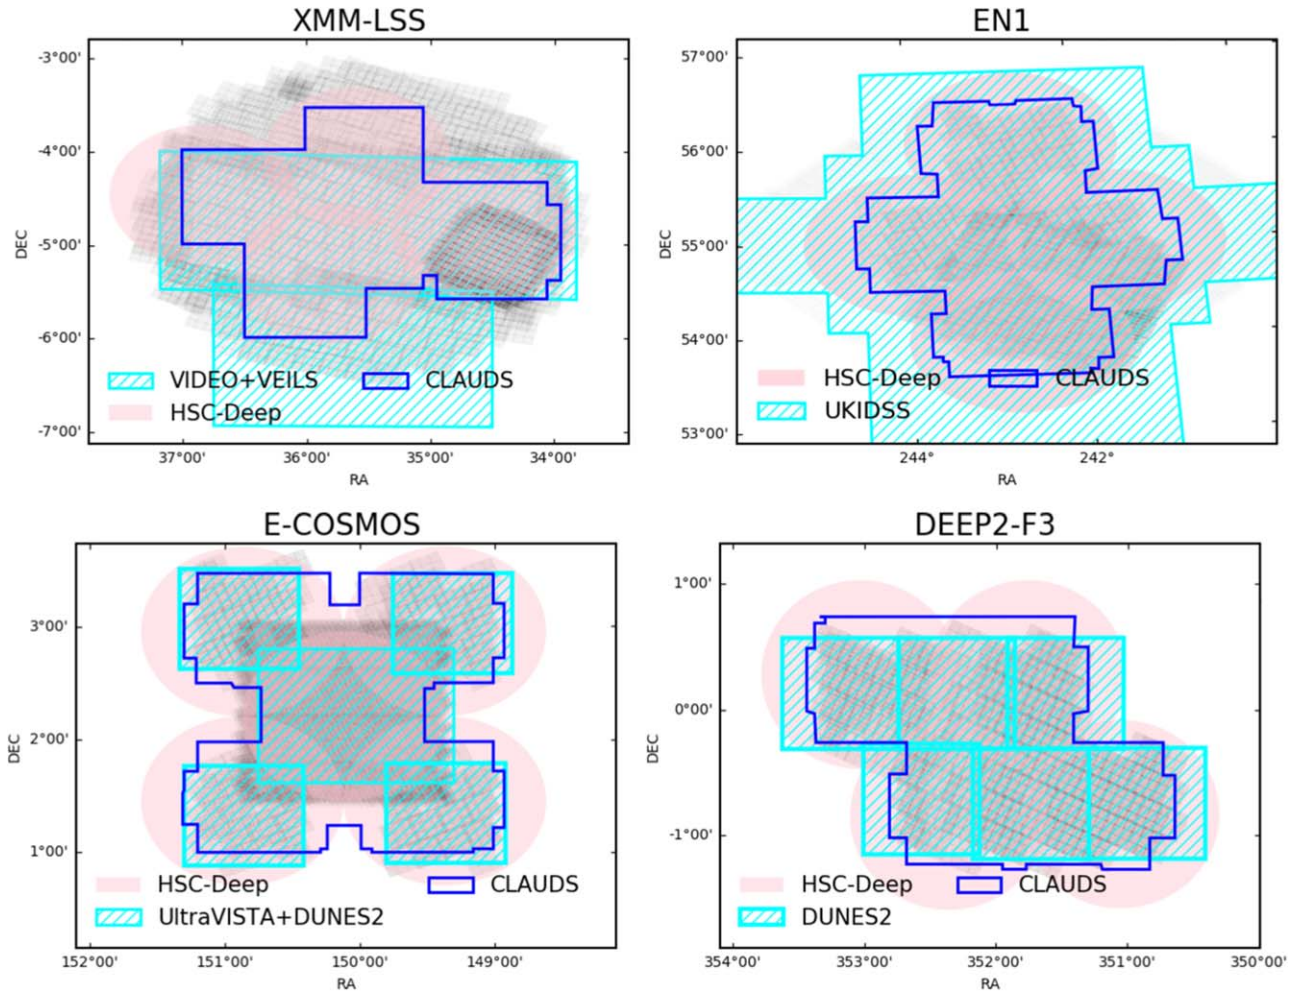 XMM-LSS
-3°00'
-4°00'
-5°00'
-6°00'
-7°00'
DEC
VIDEO+VEILS
CLAUDS
HSC-Deep
37°00'
36°00'
35°00'
34°00'
RA
EN1
57°00'
56°00'
55°00'
54°00'
53°00'
DEC
HSC-Deep
CLAUDS
UKIDSS
244°
242°
RA
E-COSMOS
3°00'
2°00'
1°00'
DEC
HSC-Deep
CLAUDS
UltraVISTA+DUNES2
152°00'
151°00'
150°00'
149°00'
RA
DEEP2-F3
1°00'
0°00'
-1°00'
DEC
HSC-Deep
CLAUDS
DUNES2
354°00'
353°00'
352°00'
351°00'
350°00'
RA